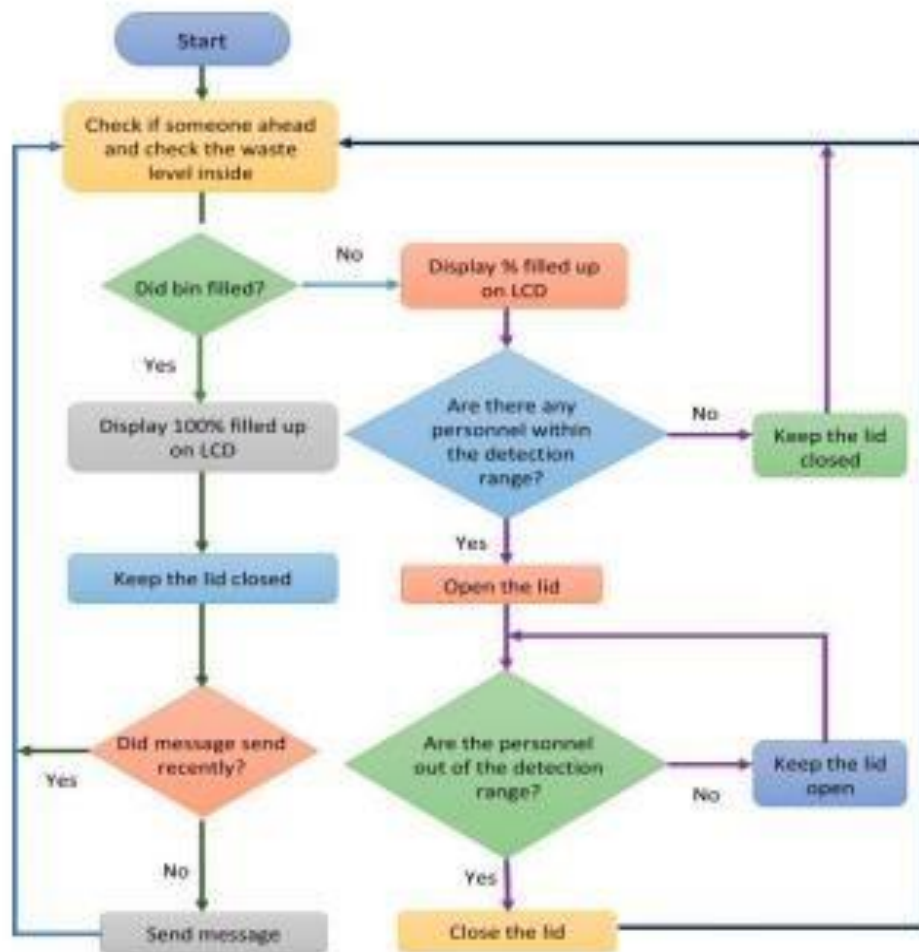 Start
Check if someone ahead
and check the waste
level inside
No
Did bin filled?
Display % filled up
on LCD
Yes
Display 100% filled up
on LCD
Are there any
personnel within
the detection
range?
No
Keep the lid
closed
Yes
Keep the lid closed
Open the lid
Did message send
recently?
Yes
Are the personnel
out of the detection
range?
No
Keep the lid
open
No
Yes
Send message
Close the lid